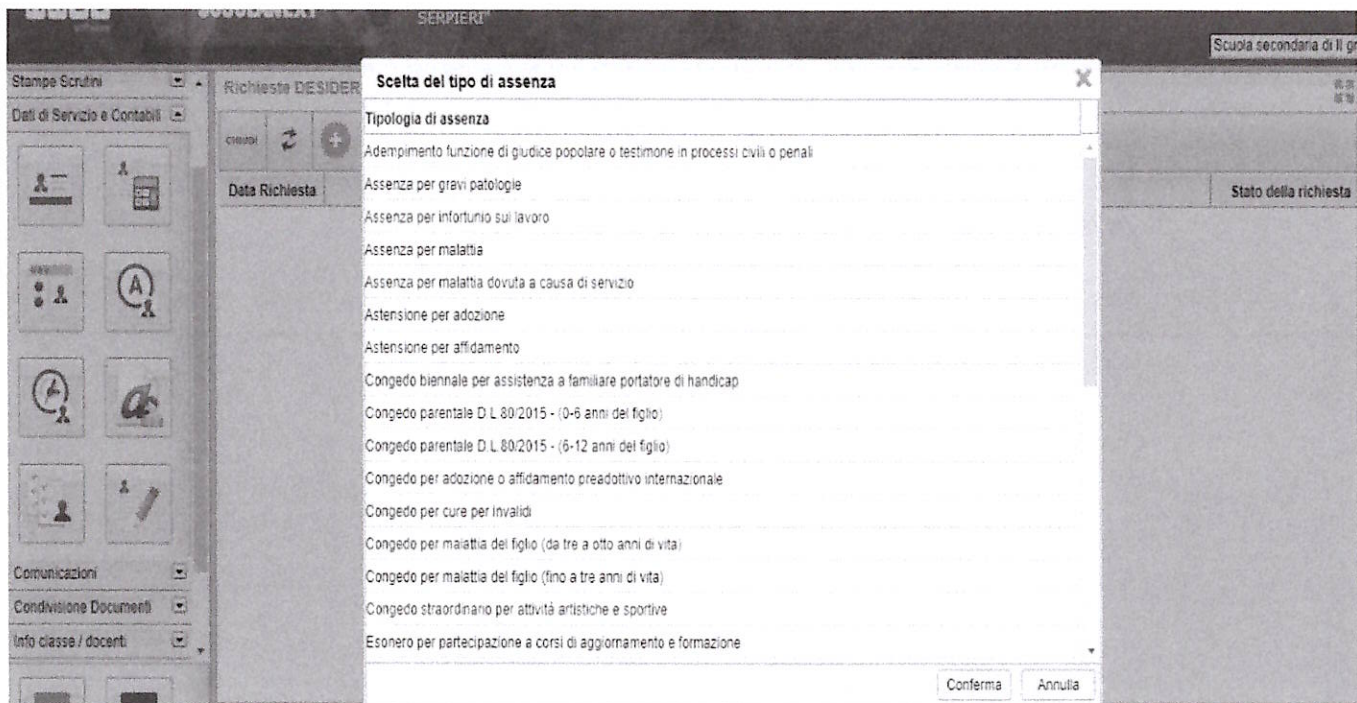 SERPIERI"
Scuola secondaria di II gr
Stampe Scrutini
Dati di Servizio e Contabili
Comunicazioni
Condivisione Documenti
Info classe / docenti
Richieste DESIDER
CHIUDI
Data Richiesta
Stato della richiesta
Scelta del tipo di assenza
Tipologia di assenza
Adempimento funzione di giudice popolare o testimone in processi civili o penali
Assenza per gravi patologie
Assenza per infortunio sul lavoro
Assenza per malattia
Assenza per malattia dovuta a causa di servizio
Astensione per adozione
Astensione per affidamento
Congedo biennale per assistenza a familiare portatore di handicap
Congedo parentale D.L.80/2015 - (0-6 anni del figlio)
Congedo parentale D.L.80/2015 - (6-12 anni del figlio)
Congedo per adozione o affidamento preadottivo internazionale
Congedo per cure per invalidi
Congedo per malattia del figlio (da tre a otto anni di vita)
Congedo per malattia del figlio (fino a tre anni di vita)
Congedo straordinario per attività artistiche e sportive
Esonero per partecipazione a corsi di aggiornamento e formazione
Conferma
Annulla